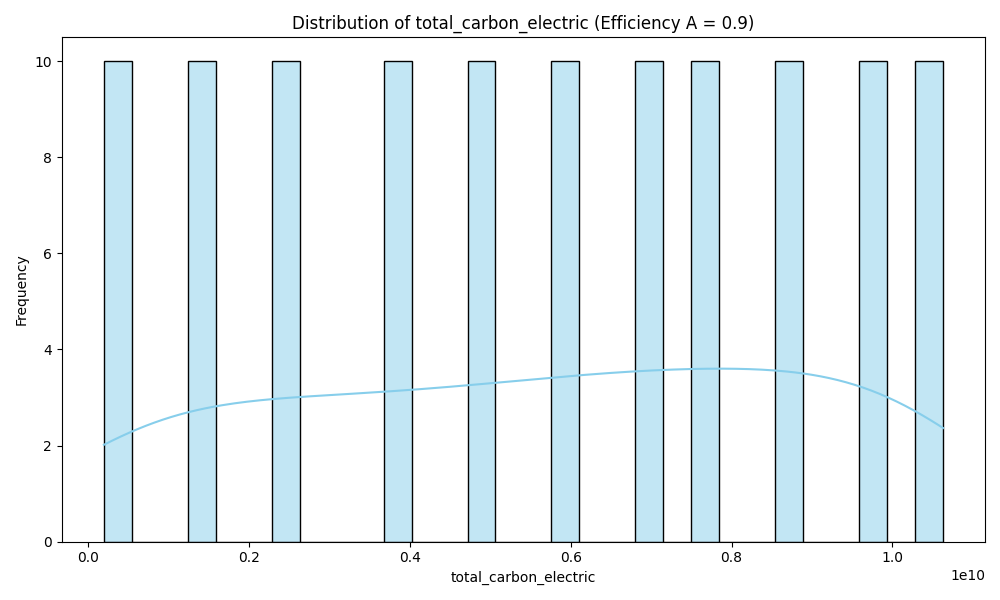 Distribution of total_carbon_electric (Efficiency A = 0.9)
Frequency
10
8
6
4
2
0
0.0 0.2 0.4 0.6 0.8 1.0
1e10
total_carbon_electric